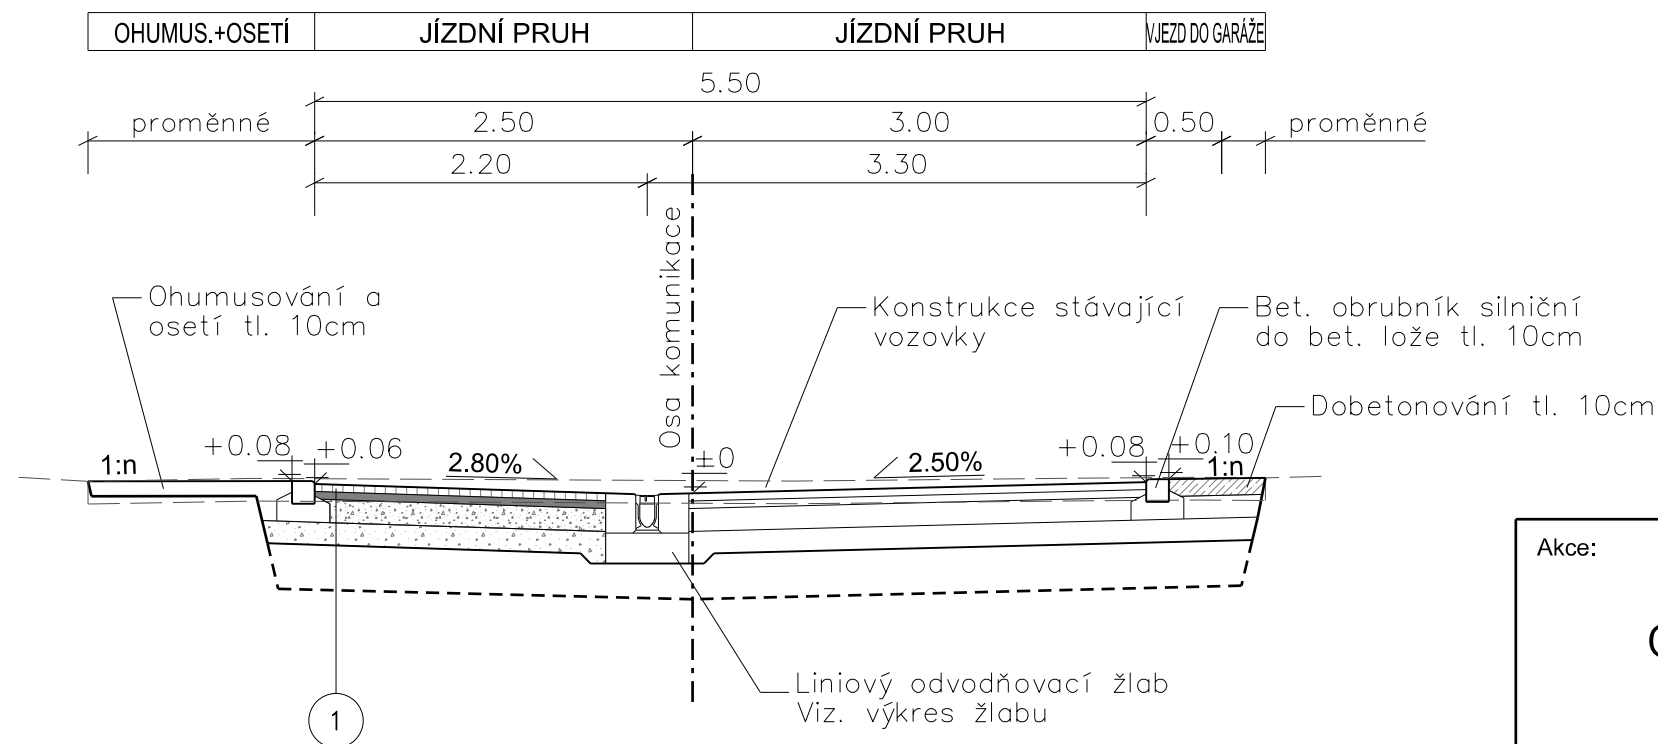 OHUMUS.+OSETÍ JÍZDNÍ PRUH JÍZDNÍ PRUH VJEZD DO GARÁŽE
5.50
proměnné 2.50 3.00 0.50 proměnné
2.20 3.30
Osa komunikace
Ohumusování a
osetí tl. 10cm
Konstrukce stávající
vozovky
Bet. obrubník silniční
do bet. lože tl. 10cm
Dobetonování tl. 10cm
1:n +0.08 +0.06 2.80% ±0 2.50% +0.08 +0.10 1:n
Akce:
Liniový odvodňovací žlab
Viz. výkres žlabu
1